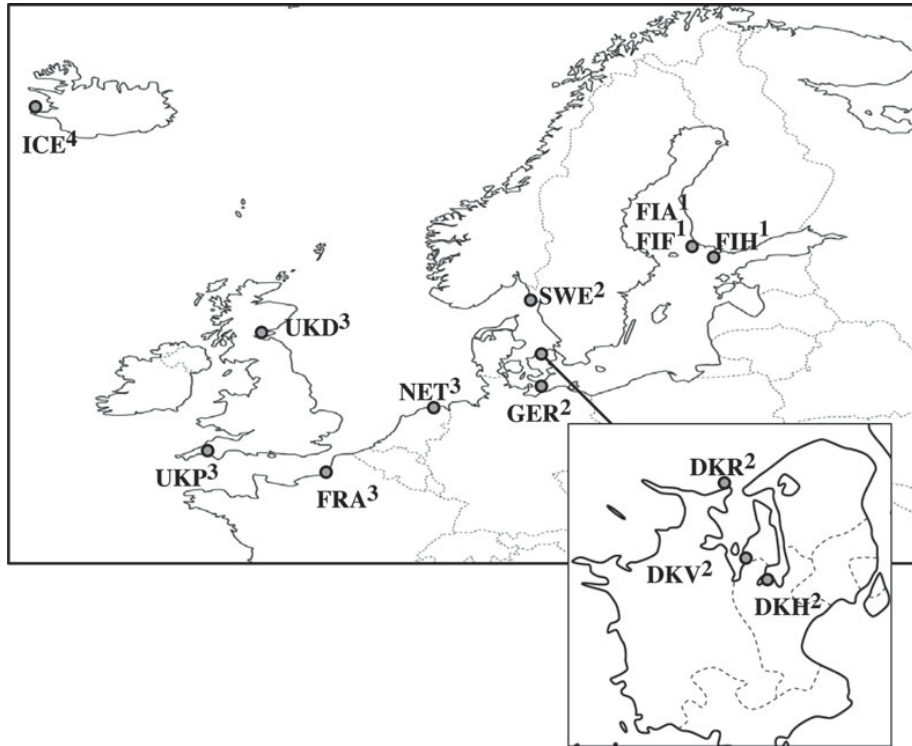 ICE4
FIA1
FIF1
FIH1
SWE2
UKD3
NET3
GER2
UKP3
FRA3
DKR2
DKV2
DKH2